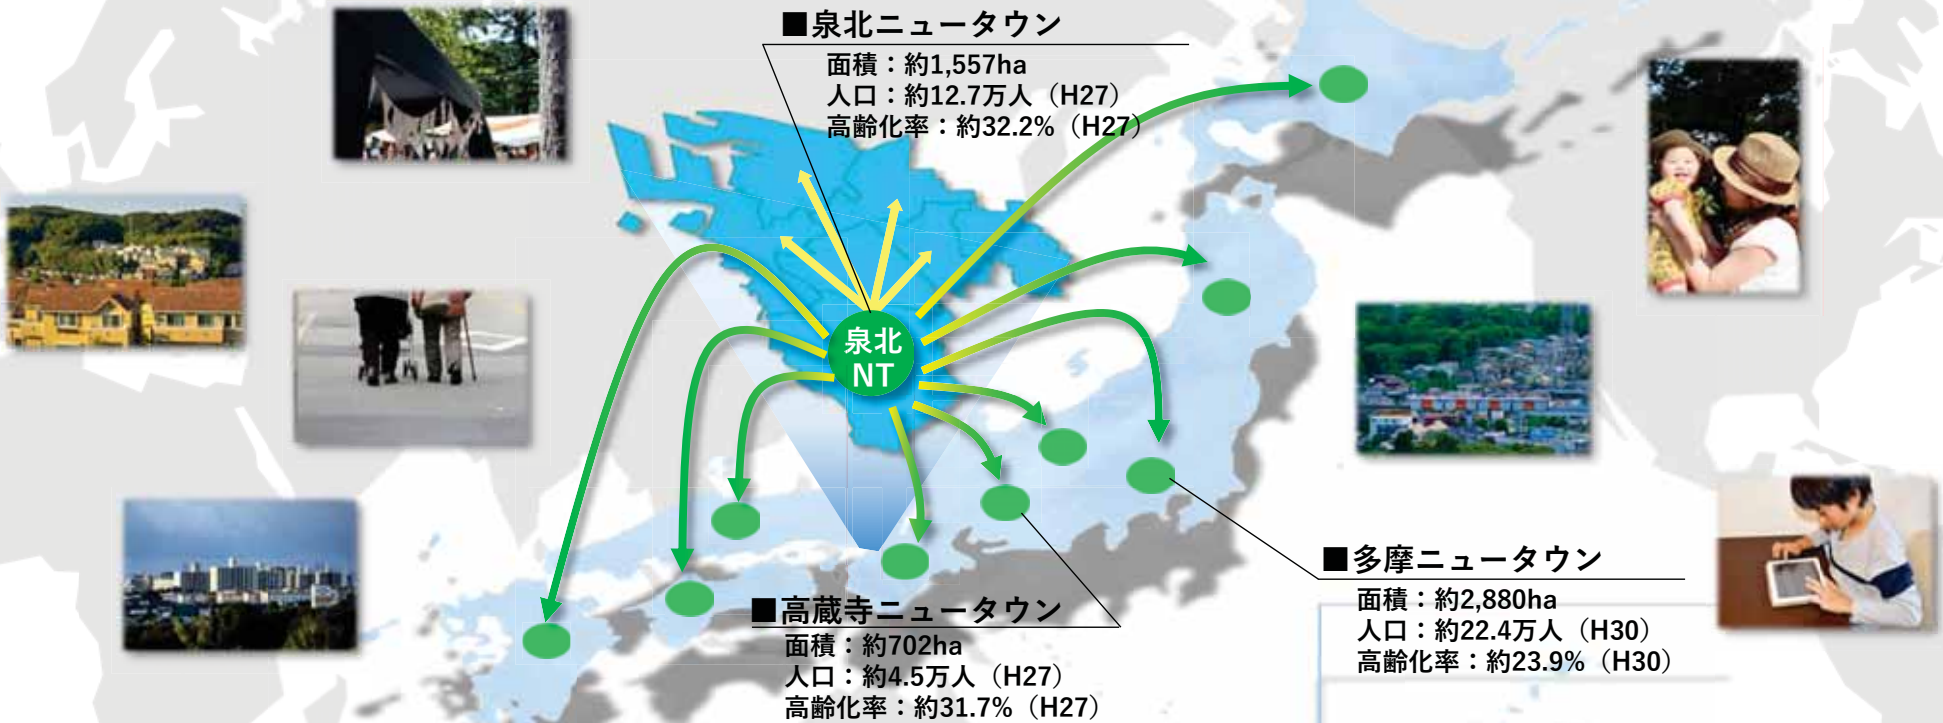 ■泉北ニュータウン
面積：約1,557ha
人口：約12.7万人（H27）
高齢化率：約32.2%（H27）
泉北
NT
■高蔵寺ニュータウン
面積：約702ha
人口：約4.5万人（H27）
高齢化率：約31.7%（H27）
■多摩ニュータウン
面積：約2,880ha
人口：約22.4万人（H30）
高齢化率：約23.9%（H30）